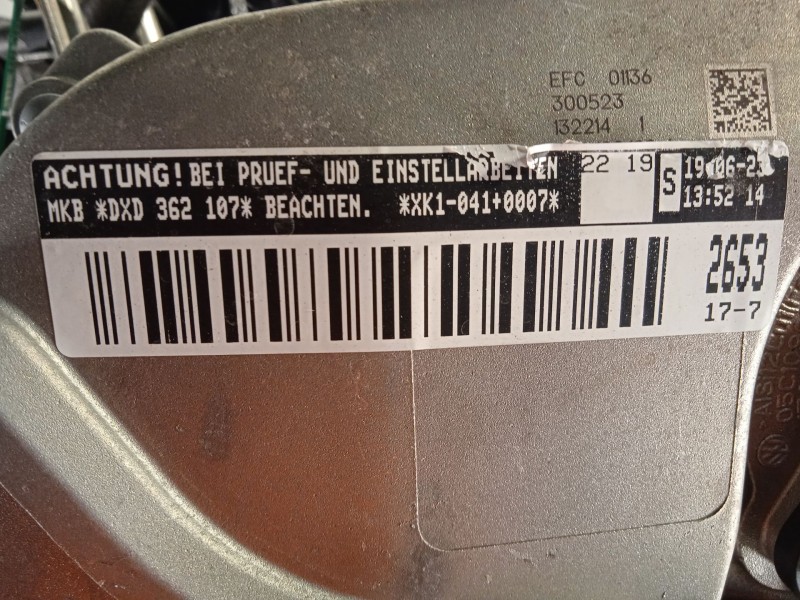 EFC 01136
300523
132214 1
ACHTUNG! BEI PRUEF- UND EINSTELLARBEITEN
MKB *DXD 362 107* BEACHTEN. *XK1-041+0007*
22 19
S
19-06-23
13:52 14
2653
17-7